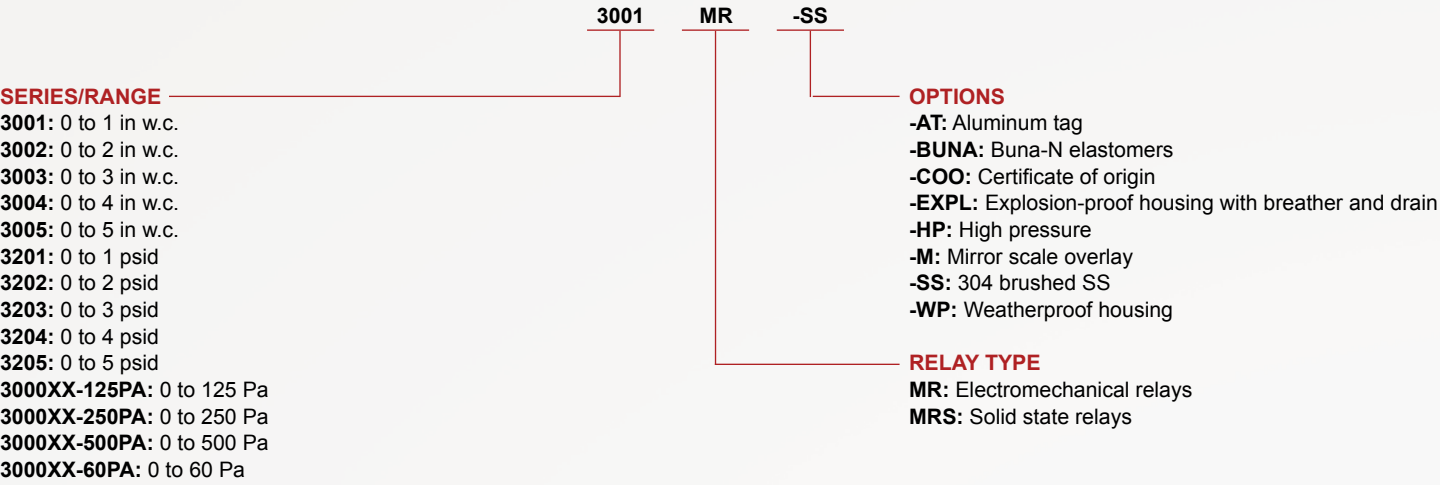 3001 MR -SS
SERIES/RANGE
3001: 0 to 1 in w.c.
3002: 0 to 2 in w.c.
3003: 0 to 3 in w.c.
3004: 0 to 4 in w.c.
3005: 0 to 5 in w.c.
3201: 0 to 1 psid
3202: 0 to 2 psid
3203: 0 to 3 psid
3204: 0 to 4 psid
3205: 0 to 5 psid
3000XX-125PA: 0 to 125 Pa
3000XX-250PA: 0 to 250 Pa
3000XX-500PA: 0 to 500 Pa
3000XX-60PA: 0 to 60 Pa
OPTIONS
-AT: Aluminum tag
-BUNA: Buna-N elastomers
-COO: Certificate of origin
-EXPL: Explosion-proof housing with breather and drain
-HP: High pressure
-M: Mirror scale overlay
-SS: 304 brushed SS
-WP: Weatherproof housing
RELAY TYPE
MR: Electromechanical relays
MRS: Solid state relays